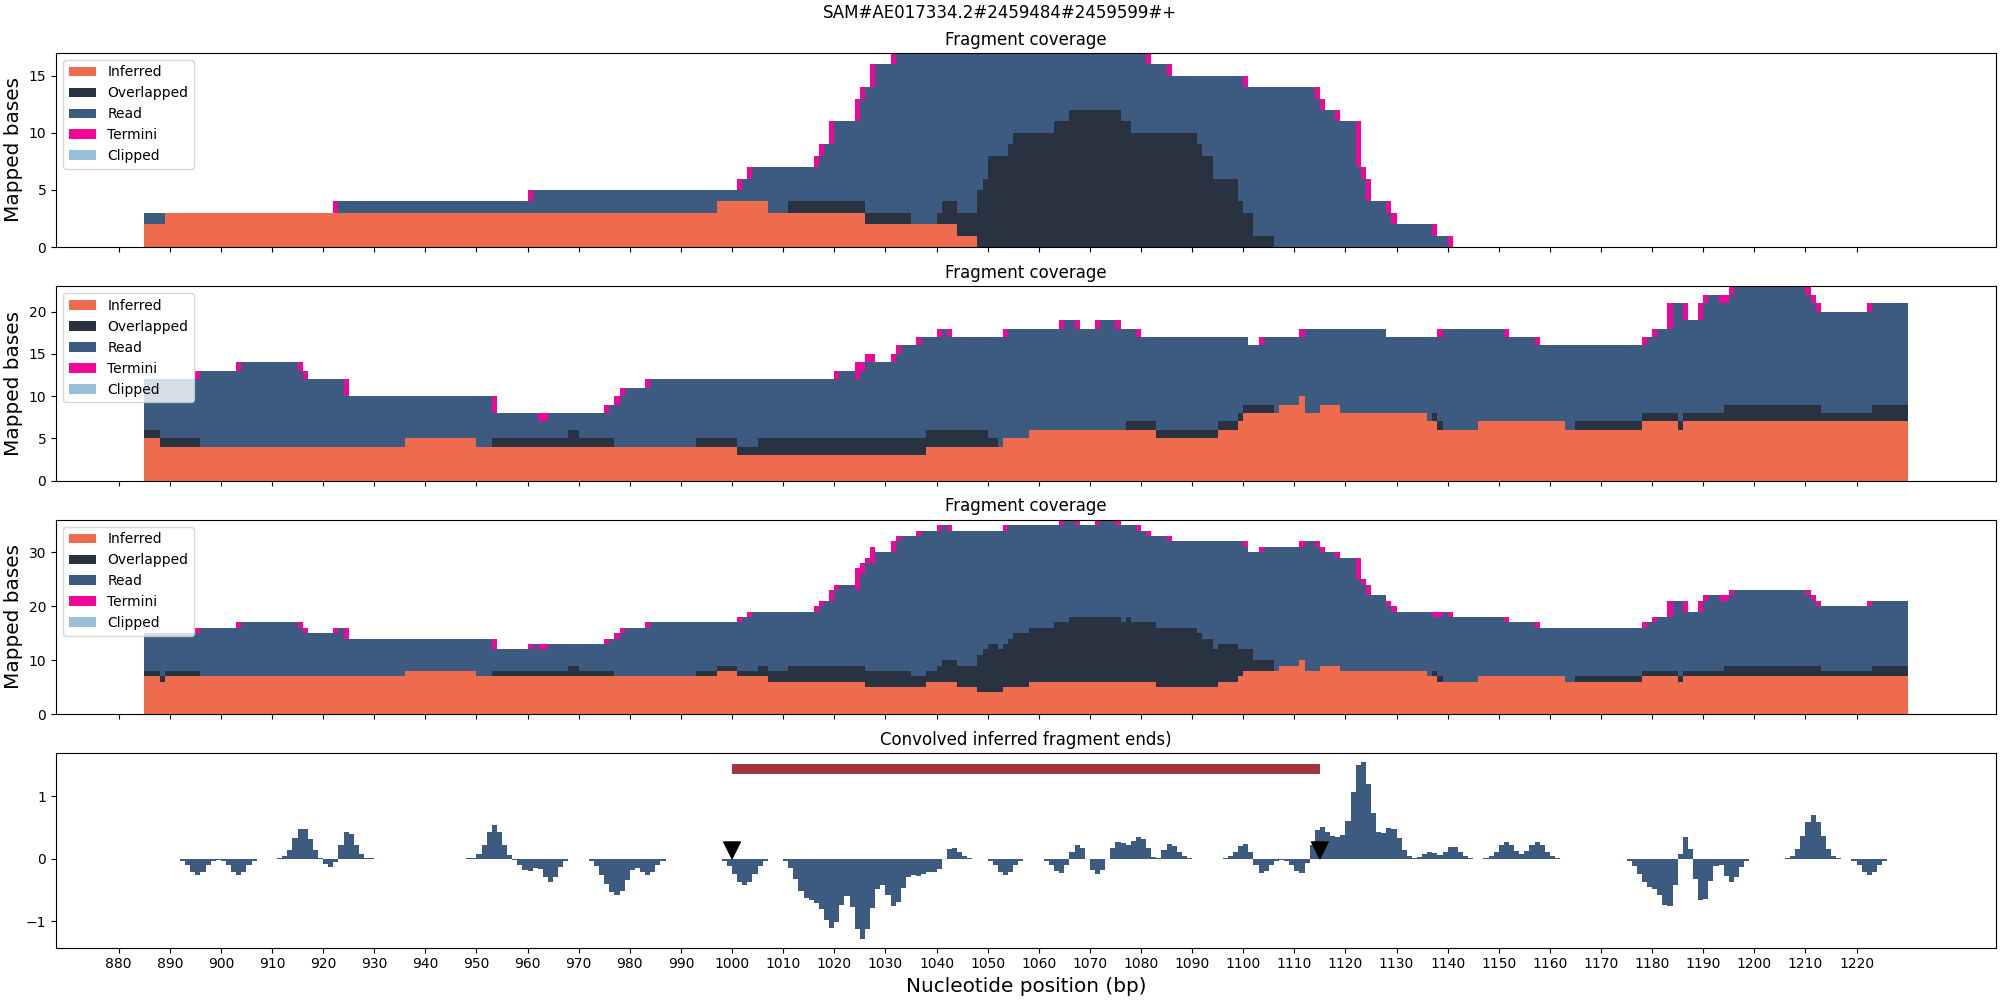 SAM#AE017334.2#2459484#2459599#+
Fragment coverage
Mapped bases
15
10
5
0
Inferred
Overlapped
Read
Termini
Clipped
Fragment coverage
Mapped bases
20
15
10
5
0
Inferred
Overlapped
Read
Termini
Clipped
Fragment coverage
Mapped bases
30
20
10
0
Inferred
Overlapped
Read
Termini
Clipped
Convolved inferred fragment ends)
1
0
−1
880 890 900 910 920 930 940 950 960 970 980 990 1000 1010 1020 1030 1040 1050 1060 1070 1080 1090 1100 1110 1120 1130 1140 1150 1160 1170 1180 1190 1200 1210 1220
Nucleotide position (bp)